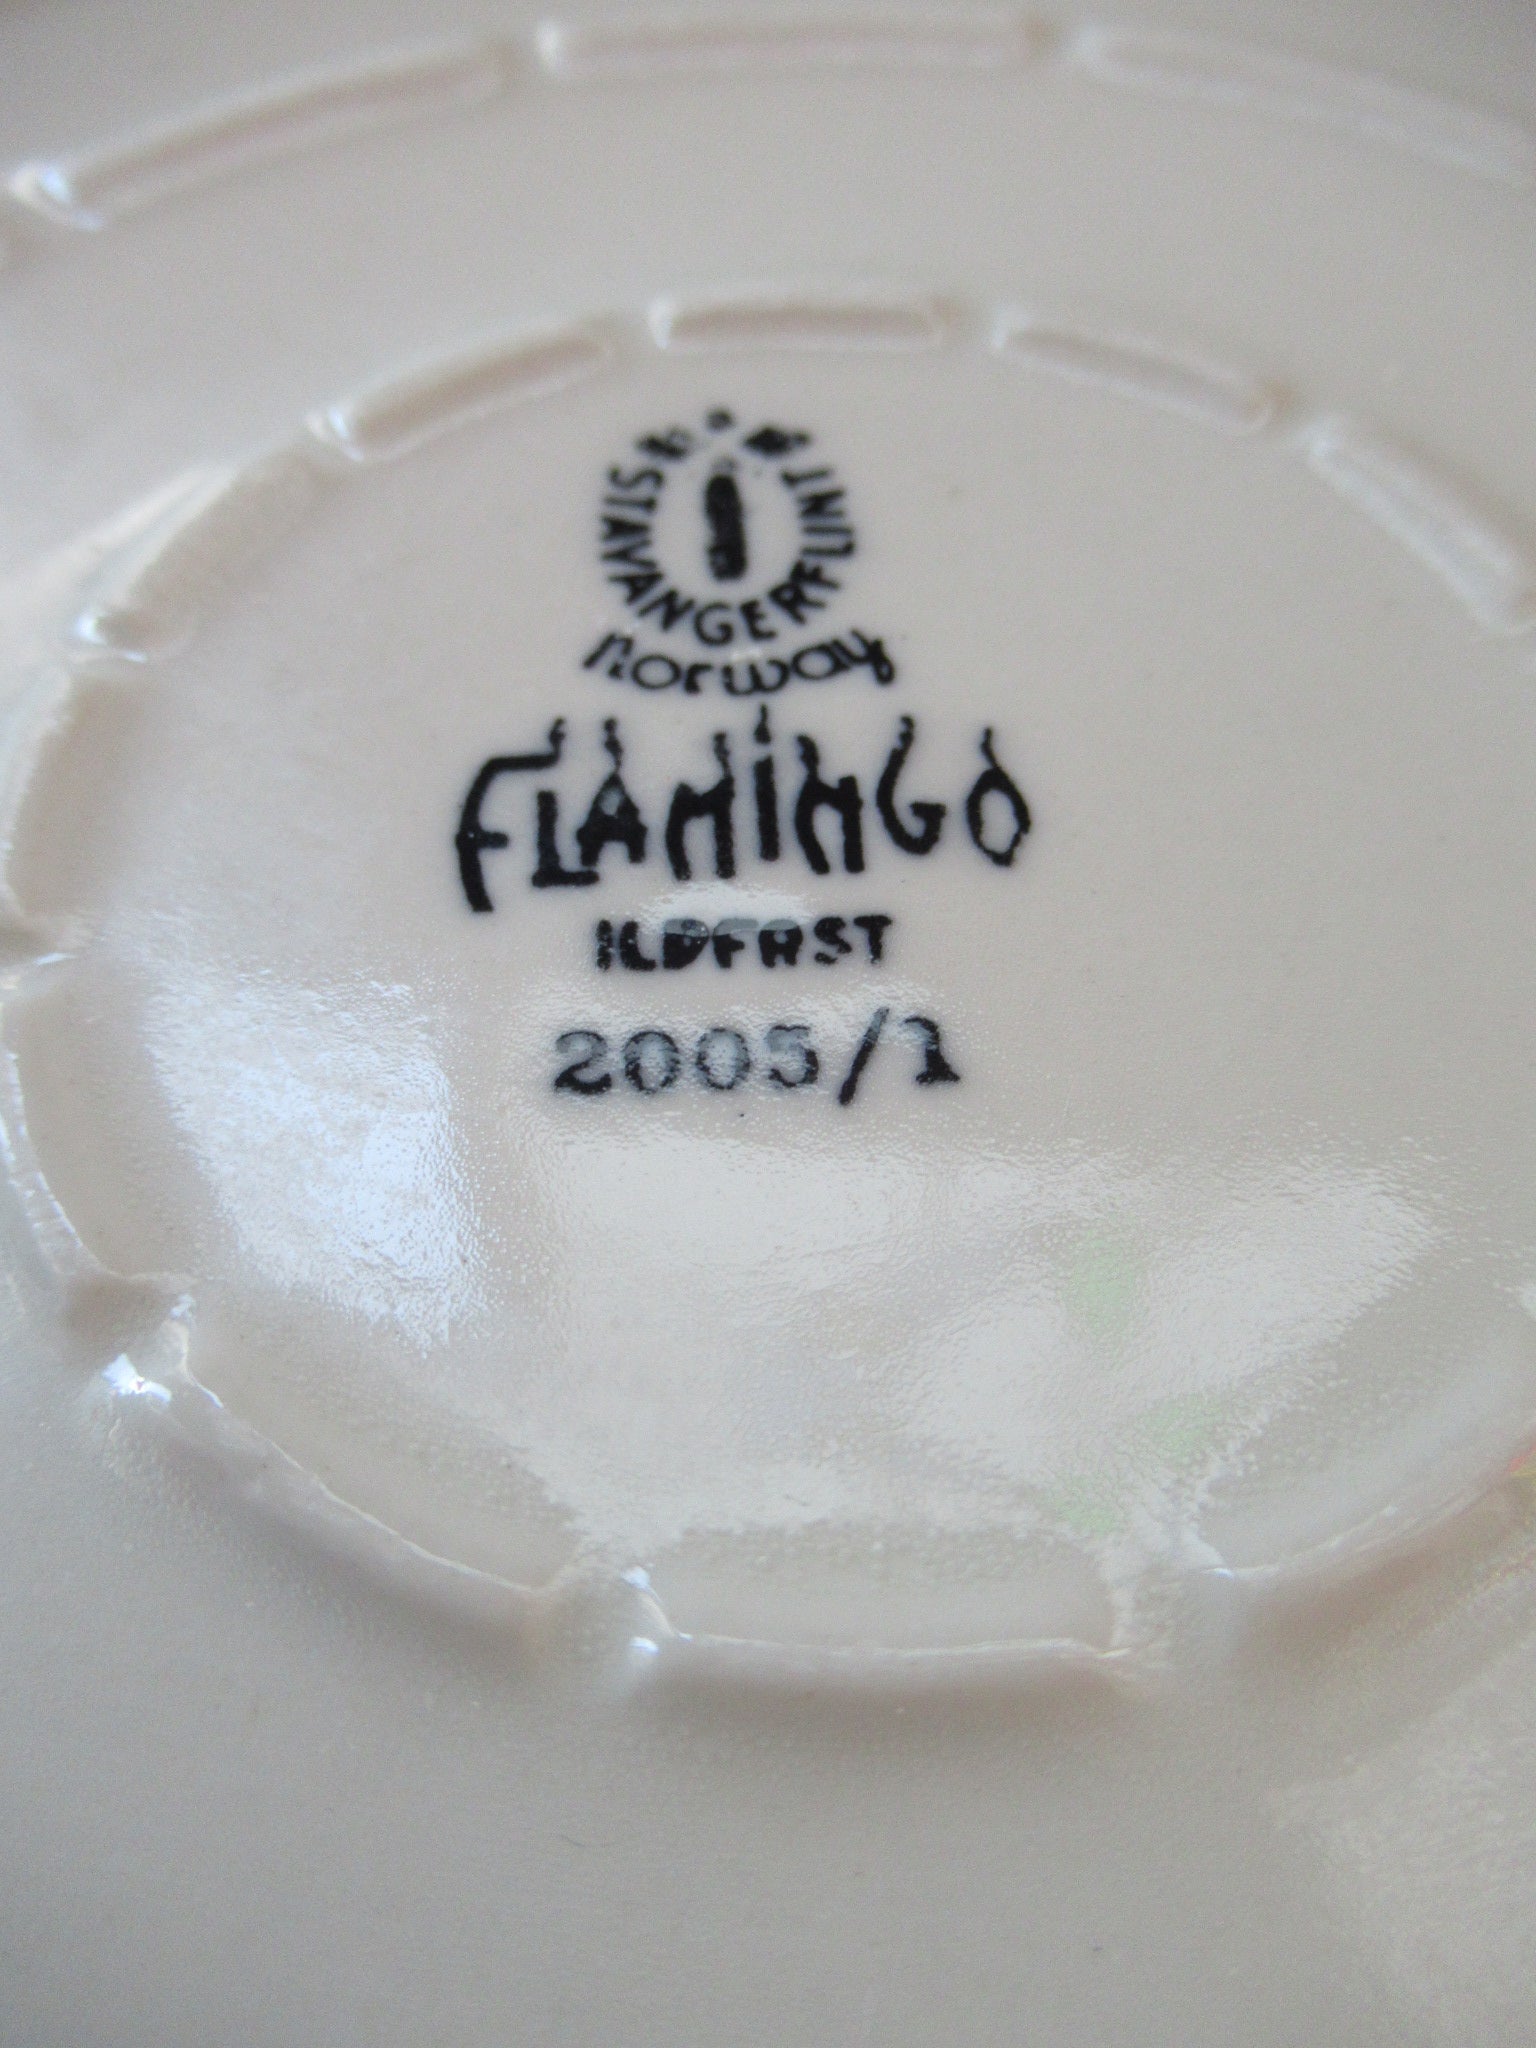 STAVANGERFLINT
norway
FLAMINGO
ILDFAST
2005/1